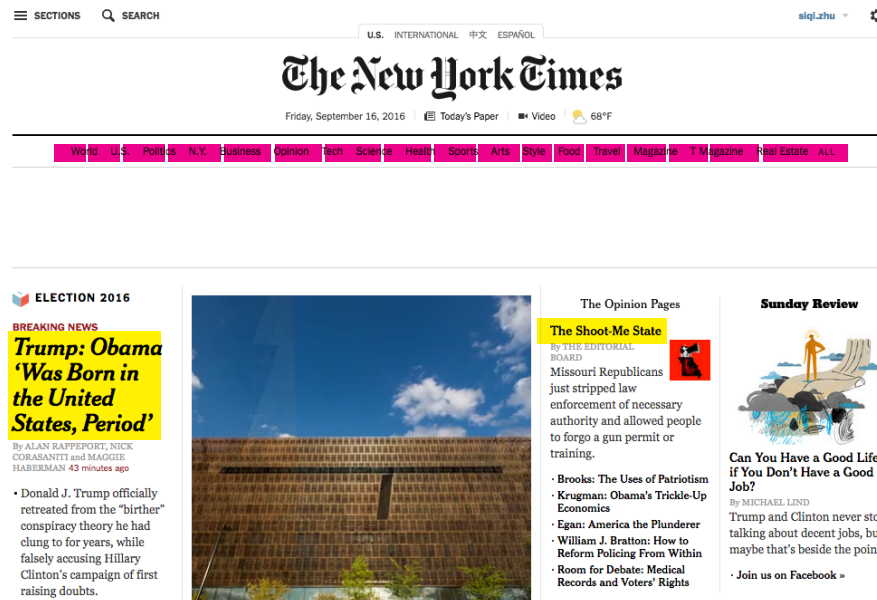 SECTIONS SEARCH siqi.zhu
U.S. INTERNATIONAL 中文 ESPAÑOL
The New York Times
Friday, September 16, 2016 Today's Paper Video 68°F
World U.S. Politics N.Y. Business Opinion Tech Science Health Sports Arts Style Food Travel Magazine T Magazine Real Estate ALL
ELECTION 2016
BREAKING NEWS
Trump: Obama
‘Was Born in
the United
States, Period’
By ALAN RAPPEPORT, NICK
CORASANITI and MAGGIE
HABERMAN 43 minutes ago
• Donald J. Trump officially
retreated from the “birther”
conspiracy theory he had
clung to for years, while
falsely accusing Hillary
Clinton’s campaign of first
raising doubts.
The Opinion Pages
The Shoot-Me State
By THE EDITORIAL
BOARD
Missouri Republicans
just stripped law
enforcement of necessary
authority and allowed people
to forgo a gun permit or
training.
· Brooks: The Uses of Patriotism
· Krugman: Obama’s Trickle-Up
Economics
· Egan: America the Plunderer
· William J. Bratton: How to
Reform Policing From Within
· Room for Debate: Medical
Records and Voters’ Rights
Sunday Review
Can You Have a Good Life
if You Don’t Have a Good
Job?
By MICHAEL LIND
Trump and Clinton never sto
talking about decent jobs, bu
maybe that’s beside the poin
· Join us on Facebook »